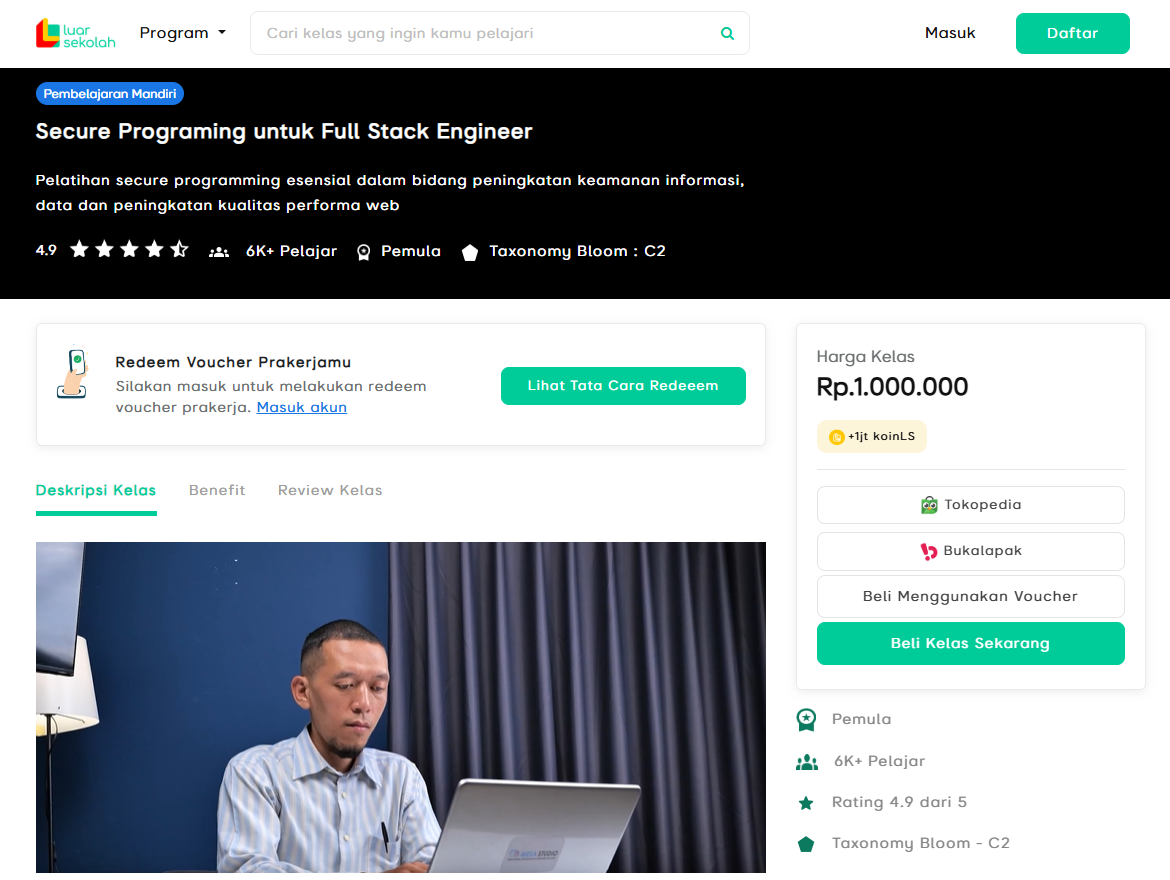 luar
sekolah
Program
Cari kelas yang ingin kamu pelajari
Masuk
Daftar
Pembelajaran Mandiri
Secure Programing untuk Full Stack Engineer
Pelatihan secure programming esensial dalam bidang peningkatan keamanan informasi,
data dan peningkatan kualitas performa web
4.9
6K+ Pelajar
Pemula
Taxonomy Bloom : C2
Redeem Voucher Prakerjamu
Silakan masuk untuk melakukan redeem
voucher prakerja. Masuk akun
Lihat Tata Cara Redeeem
Deskripsi Kelas
Benefit
Review Kelas
Harga Kelas
Rp.1.000.000
+1jt koinLS
Tokopedia
Bukalapak
Beli Menggunakan Voucher
Beli Kelas Sekarang
Pemula
6K+ Pelajar
Rating 4.9 dari 5
Taxonomy Bloom - C2